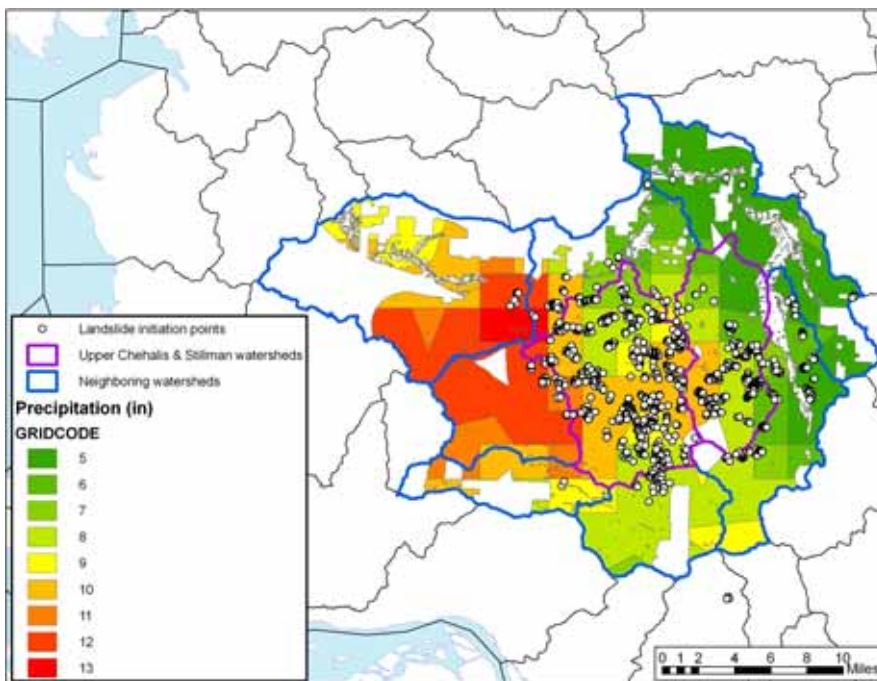 Landslide initiation points
Upper Chehalis & Stillman watersheds
Neighboring watersheds
Precipitation (in)
GRIDCODE
5
6
7
8
9
10
11
12
13
0 1 2 4 6 8 10
Miles